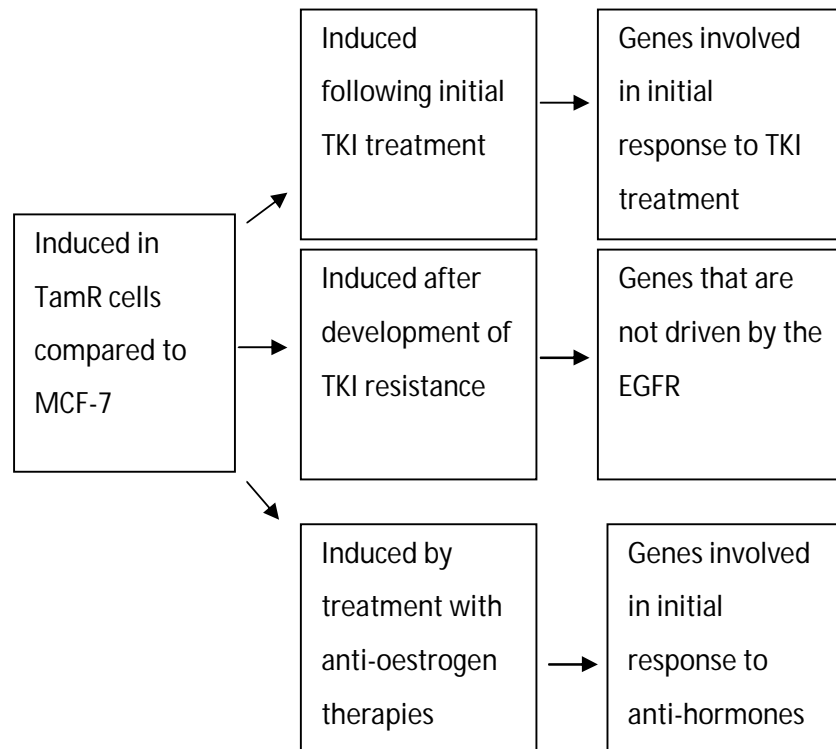 Induced in
TamR cells
compared to
MCF-7
Induced
following initial
TKI treatment
Genes involved
in initial
response to TKI
treatment
Induced after
development of
TKI resistance
Genes that are
not driven by the
EGFR
Induced by
treatment with
anti-oestrogen
therapies
Genes involved
in initial
response to
anti-hormones